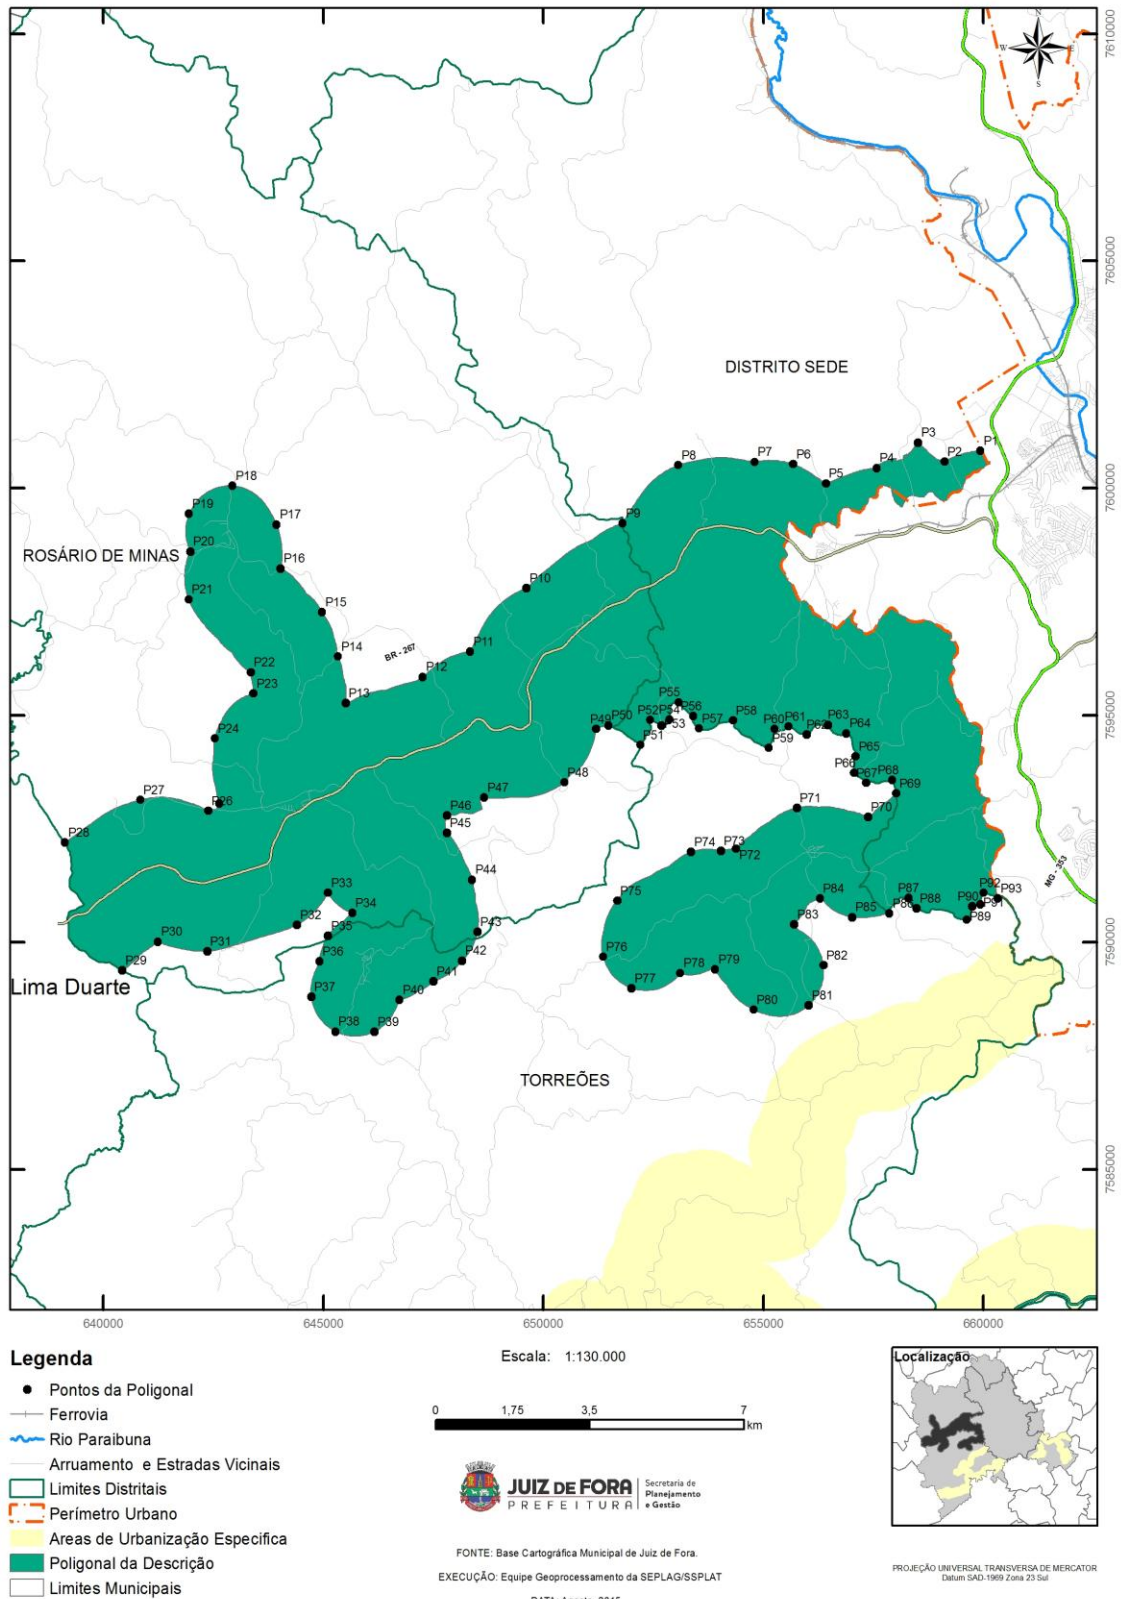 N
W
E
S
7610000
7605000
DISTRITO SEDE
P3
P1
P2
P4
P5
P6
P7
P8
P9
7600000
P18
P19
P17
P20
ROSÁRIO DE MINAS
P16
P10
P21
P15
P14
P11
BR - 267
P12
P22
P23
P13
P24
7595000
P55
P56
P54
P52
P53
P49
P50
P51
P57
P58
P60
P61
P62
P63
P64
P59
P65
P66
P67
P68
P69
P48
P47
P27
P26
P46
P45
P71
P70
P28
P74
P73
P72
MG - 353
P44
P33
P75
P84
P87
P92
P93
P34
P85
P86
P88
P90
P91
P89
P32
P83
P43
P35
7590000
P30
P31
P36
P42
P76
P82
P29
P41
P78
P79
P77
Lima Duarte
P37
P40
P81
P80
P38
P39
TORREÕES
7585000
640000
645000
650000
655000
660000
Legenda
Pontos da Poligonal
Ferrovia
Rio Paraibuna
Arruamento e Estradas Vicinais
Limites Distritais
Perímetro Urbano
Areas de Urbanização Especifica
Poligonal da Descrição
Limites Municipais
Escala: 1:130.000
0 1,75 3,5 7
km
JUIZ DE FORA
PREFEITURA
Secretaria de
Planejamento
e Gestão
FONTE: Base Cartográfica Municipal de Juiz de Fora.
EXECUÇÃO: Equipe Geoprocessamento da SEPLAG/SSPLAT
Localização
PROJEÇÃO UNIVERSAL TRANSVERSA DE MERCATOR
Datum SAD-1969 Zona 23 Sul